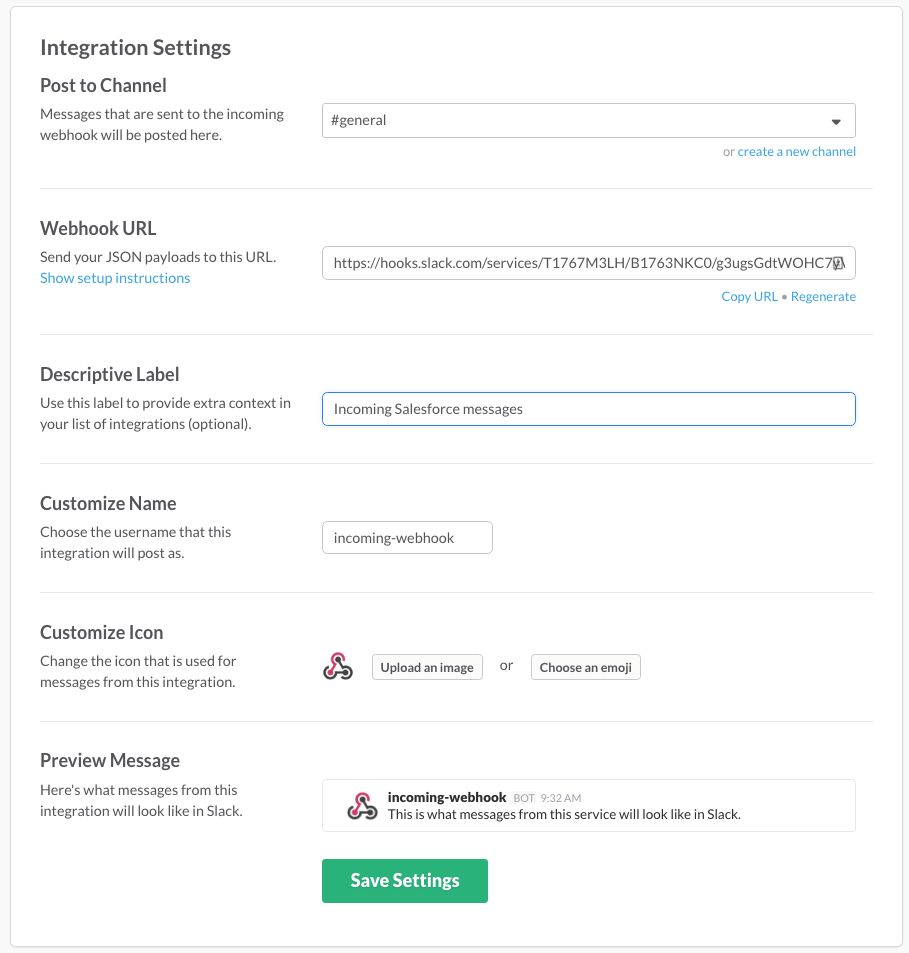 Integration Settings
Post to Channel
Messages that are sent to the incoming
webhook will be posted here.
#general
or create a new channel
Webhook URL
Send your JSON payloads to this URL.
Show setup instructions
https://hooks.slack.com/services/T1767M3LH/B1763NKC0/g3ugsGdtWOHC7
Copy URL • Regenerate
Descriptive Label
Use this label to provide extra context in
your list of integrations (optional).
Incoming Salesforce messages
Customize Name
Choose the username that this
integration will post as.
incoming-webhook
Customize Icon
Change the icon that is used for
messages from this integration.
Upload an image or Choose an emoji
Preview Message
Here's what messages from this
integration will look like in Slack.
incoming-webhook BOT 9:32 AM
This is what messages from this service will look like in Slack.
Save Settings